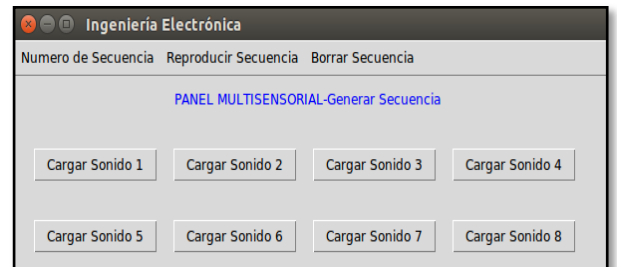 Ingeniería Electrónica
Numero de Secuencia Reproducir Secuencia Borrar Secuencia
PANEL MULTISENSORIAL-Generar Secuencia
Cargar Sonido 1 Cargar Sonido 2 Cargar Sonido 3 Cargar Sonido 4
Cargar Sonido 5 Cargar Sonido 6 Cargar Sonido 7 Cargar Sonido 8